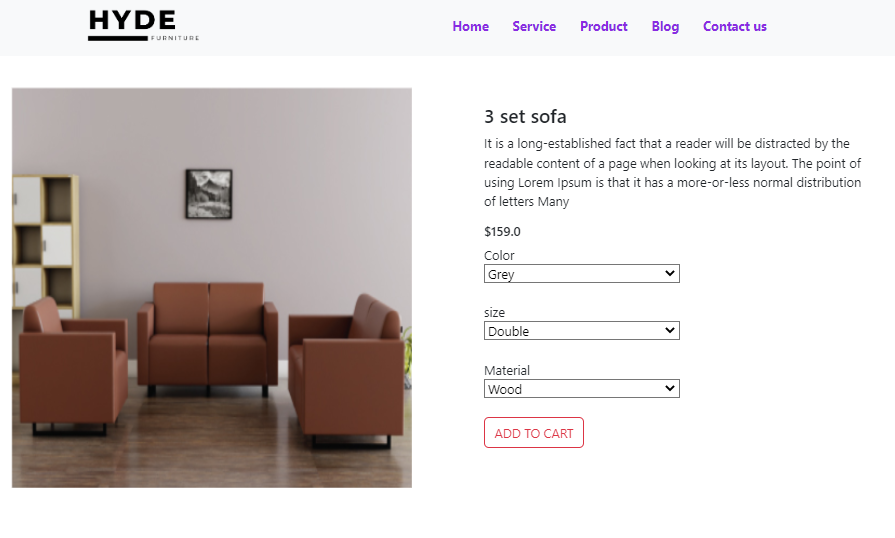 HYDE
FURNITURE
Home Service Product Blog Contact us
3 set sofa
It is a long-established fact that a reader will be distracted by the
readable content of a page when looking at its layout. The point of
using Lorem Ipsum is that it has a more-or-less normal distribution
of letters Many
$159.0
Color
Grey
size
Double
Material
Wood
ADD TO CART